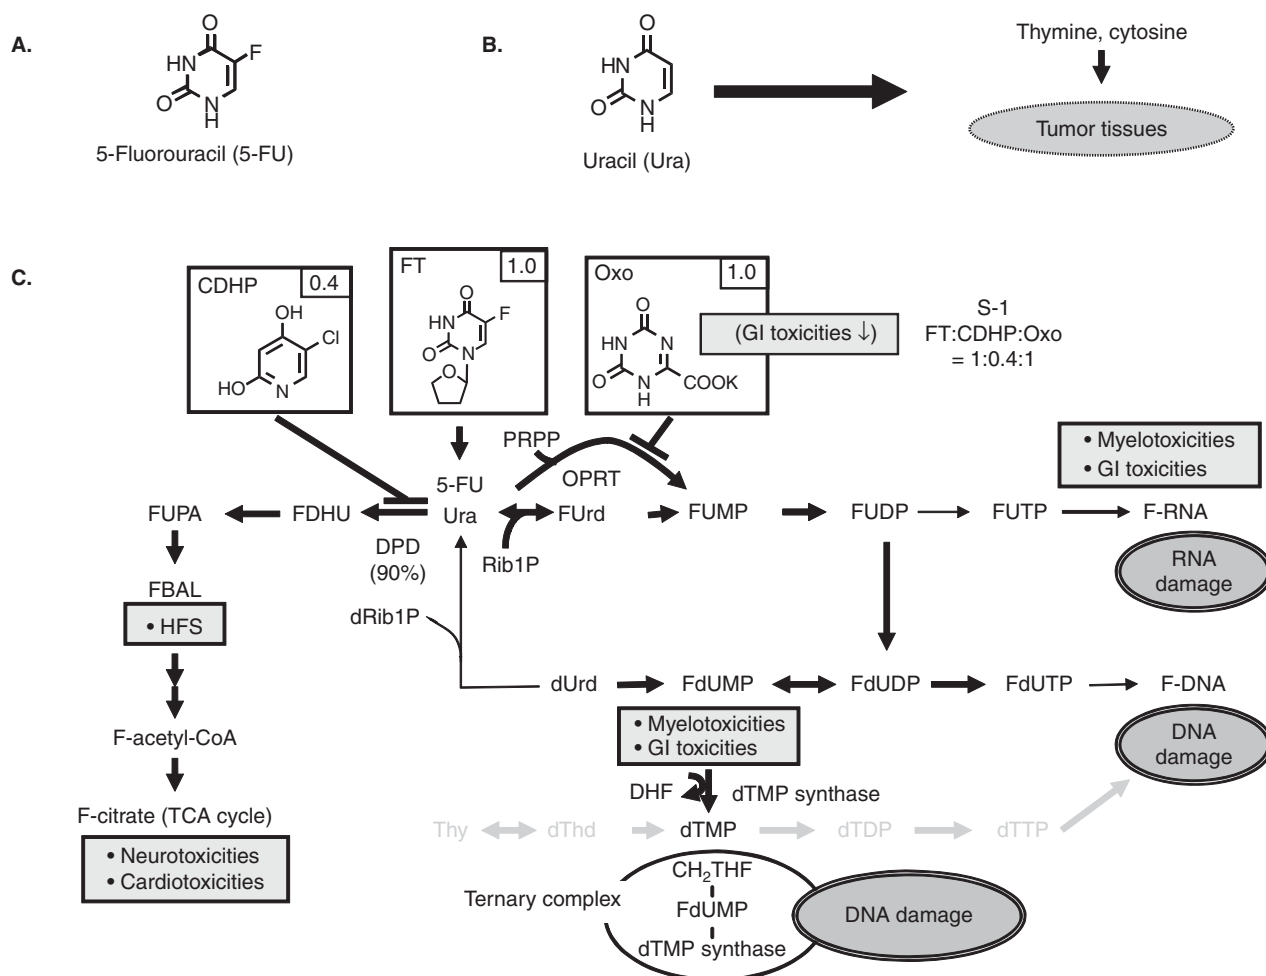 A.
O
HN
F
O
N
H
5-Fluorouracil (5-FU)
B.
O
HN
O
N
H
Uracil (Ura)
Thymine, cytosine
Tumor tissues
C.
CDHP
0.4
OH
Cl
HO
N
FT
1.0
O
HN
F
O
N
O
Oxo
1.0
O
HN
N
O
N
H
COOK
(GI toxicities ↓)
S-1
FT:CDHP:Oxo
= 1:0.4:1
• Myelotoxicities
• GI toxicities
PRPP
OPRT
5-FU
FUPA
FDHU
Ura
FUrd
FUMP
FUDP
FUTP
F-RNA
DPD
(90%)
Rib1P
RNA
damage
FBAL
• HFS
dRib1P
dUrd
FdUMP
FdUDP
FdUTP
F-DNA
• Myelotoxicities
• GI toxicities
DNA
damage
F-acetyl-CoA
DHF
dTMP synthase
F-citrate (TCA cycle)
Thy
dThd
dTMP
dTDP
dTTP
• Neurotoxicities
• Cardiotoxicities
Ternary complex
CH2THF
FdUMP
dTMP synthase
DNA damage